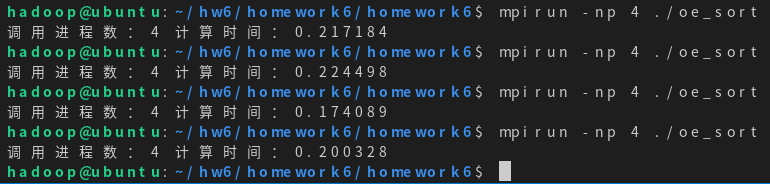 hadoop@ubuntu:~/hw6/homework6/homework6$ mpirun -np 4 ./oe_sort
调用进程数：4 计算时间：0.217184
hadoop@ubuntu:~/hw6/homework6/homework6$ mpirun -np 4 ./oe_sort
调用进程数：4 计算时间：0.224498
hadoop@ubuntu:~/hw6/homework6/homework6$ mpirun -np 4 ./oe_sort
调用进程数：4 计算时间：0.174089
hadoop@ubuntu:~/hw6/homework6/homework6$ mpirun -np 4 ./oe_sort
调用进程数：4 计算时间：0.200328
hadoop@ubuntu:~/hw6/homework6/homework6$